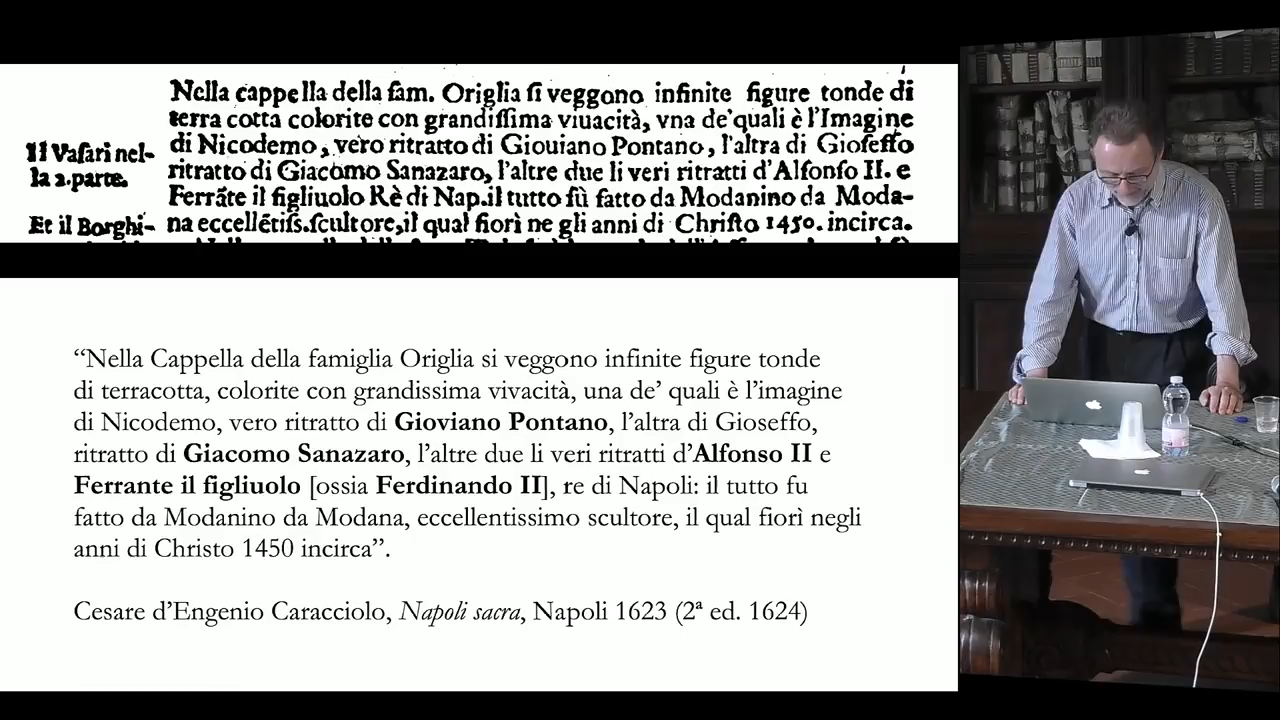 Nella cappella della fam. Origlia si veggono infinite figure tonde di
terra cotta colorite con grandissima viuacità, vna de'quali è l'Imagine
di Nicodemo, vero ritratto di Giouiano Pontano, l'altra di Giofeffo
ritratto di Giacomo Sanazaro, l'altre due li veri ritratti d'Alfonso II. e
Ferrāte il figliuolo Rè di Nap.il tutto fù fatto da Modanino da Moda-
na eccellētiss.scultore,il qual fiorì ne gli anni di Christo 1450. incirca.
Il Vasari nel-
la 2. parte.
Et il Borghi-
“Nella Cappella della famiglia Origlia si veggono infinite figure tonde
di terracotta, colorite con grandissima vivacità, una de’ quali è l’imagine
di Nicodemo, vero ritratto di Gioviano Pontano, l’altra di Gioseffo,
ritratto di Giacomo Sanazaro, l’altre due li veri ritratti d’Alfonso II e
Ferrante il figliuolo [ossia Ferdinando II], re di Napoli: il tutto fu
fatto da Modanino da Modana, eccellentissimo scultore, il qual fiorì negli
anni di Christo 1450 incirca”.
Cesare d’Engenio Caracciolo, Napoli sacra, Napoli 1623 (2ª ed. 1624)